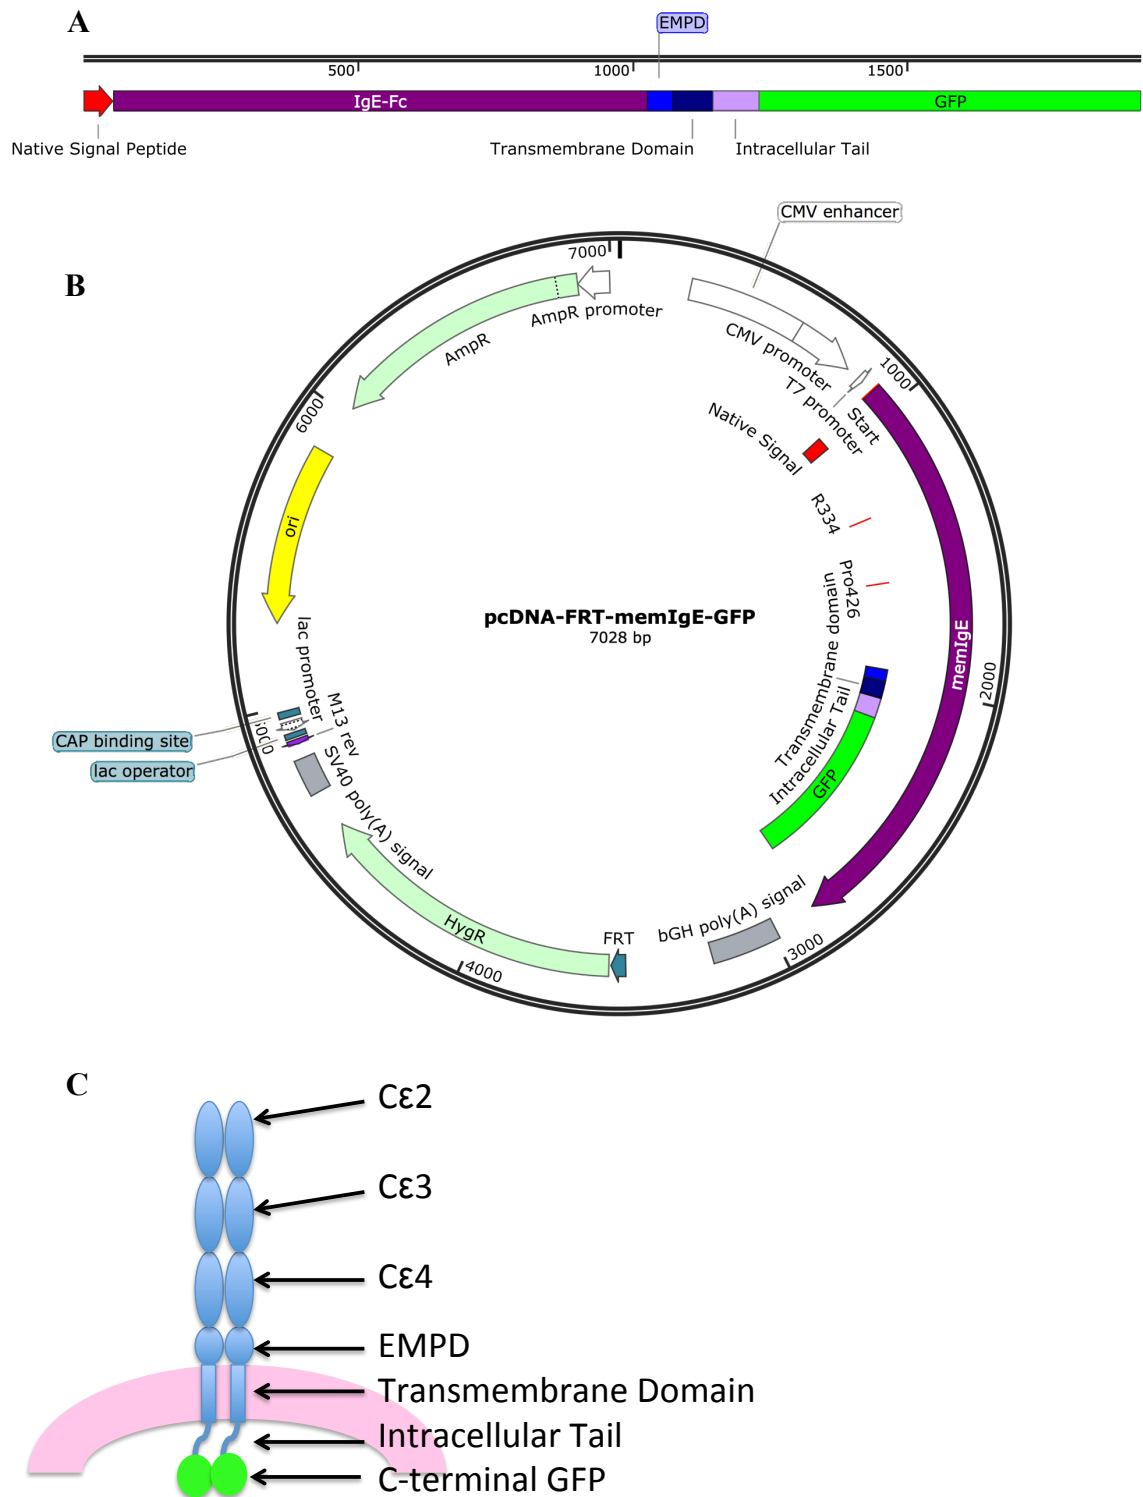 A
EMPD
500
1000
1500
IgE-Fc
GFP
Native Signal Peptide
Transmembrane Domain
Intracellular Tail
B
CMV enhancer
7000
AmpR promoter
AmpR
CMV promoter
T7 promoter
Start
1000
Native Signal
6000
R334
ori
Pro426
pcDNA-FRT-memIgE-GFP
7028 bp
memIgE
Transmembrane domain
Intracellular Tail
GFP
2000
lac promoter
M13 rev
5000
CAP binding site
lac operator
SV40 poly(A) signal
HygR
FRT
bGH poly(A) signal
3000
4000
C
Cε2
Cε3
Cε4
EMPD
Transmembrane Domain
Intracellular Tail
C-terminal GFP